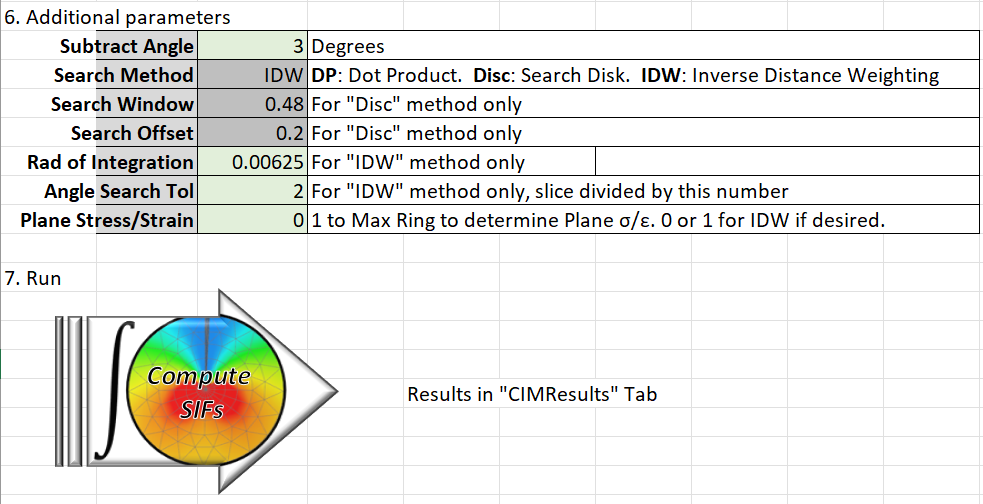 6. Additional parameters
Subtract Angle 3 Degrees
Search Method IDW DP: Dot Product. Disc: Search Disk. IDW: Inverse Distance Weighting
Search Window 0.48 For "Disc" method only
Search Offset 0.2 For "Disc" method only
Rad of Integration 0.00625 For "IDW" method only
Angle Search Tol 2 For "IDW" method only, slice divided by this number
Plane Stress/Strain 0 1 to Max Ring to determine Plane σ/ε. 0 or 1 for IDW if desired.
7. Run
∫ Compute
SIFs
Results in "CIMResults" Tab